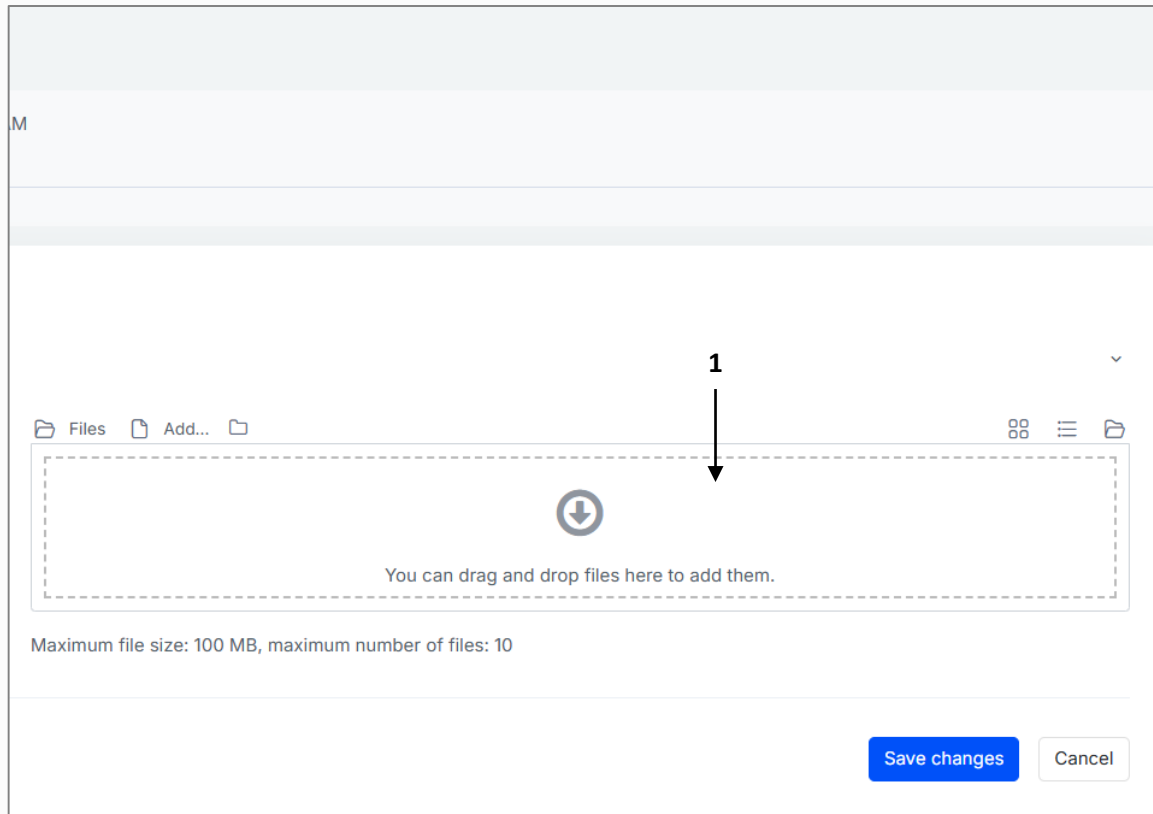 AM
1
Files Add...
You can drag and drop files here to add them.
Maximum file size: 100 MB, maximum number of files: 10
Save changes Cancel